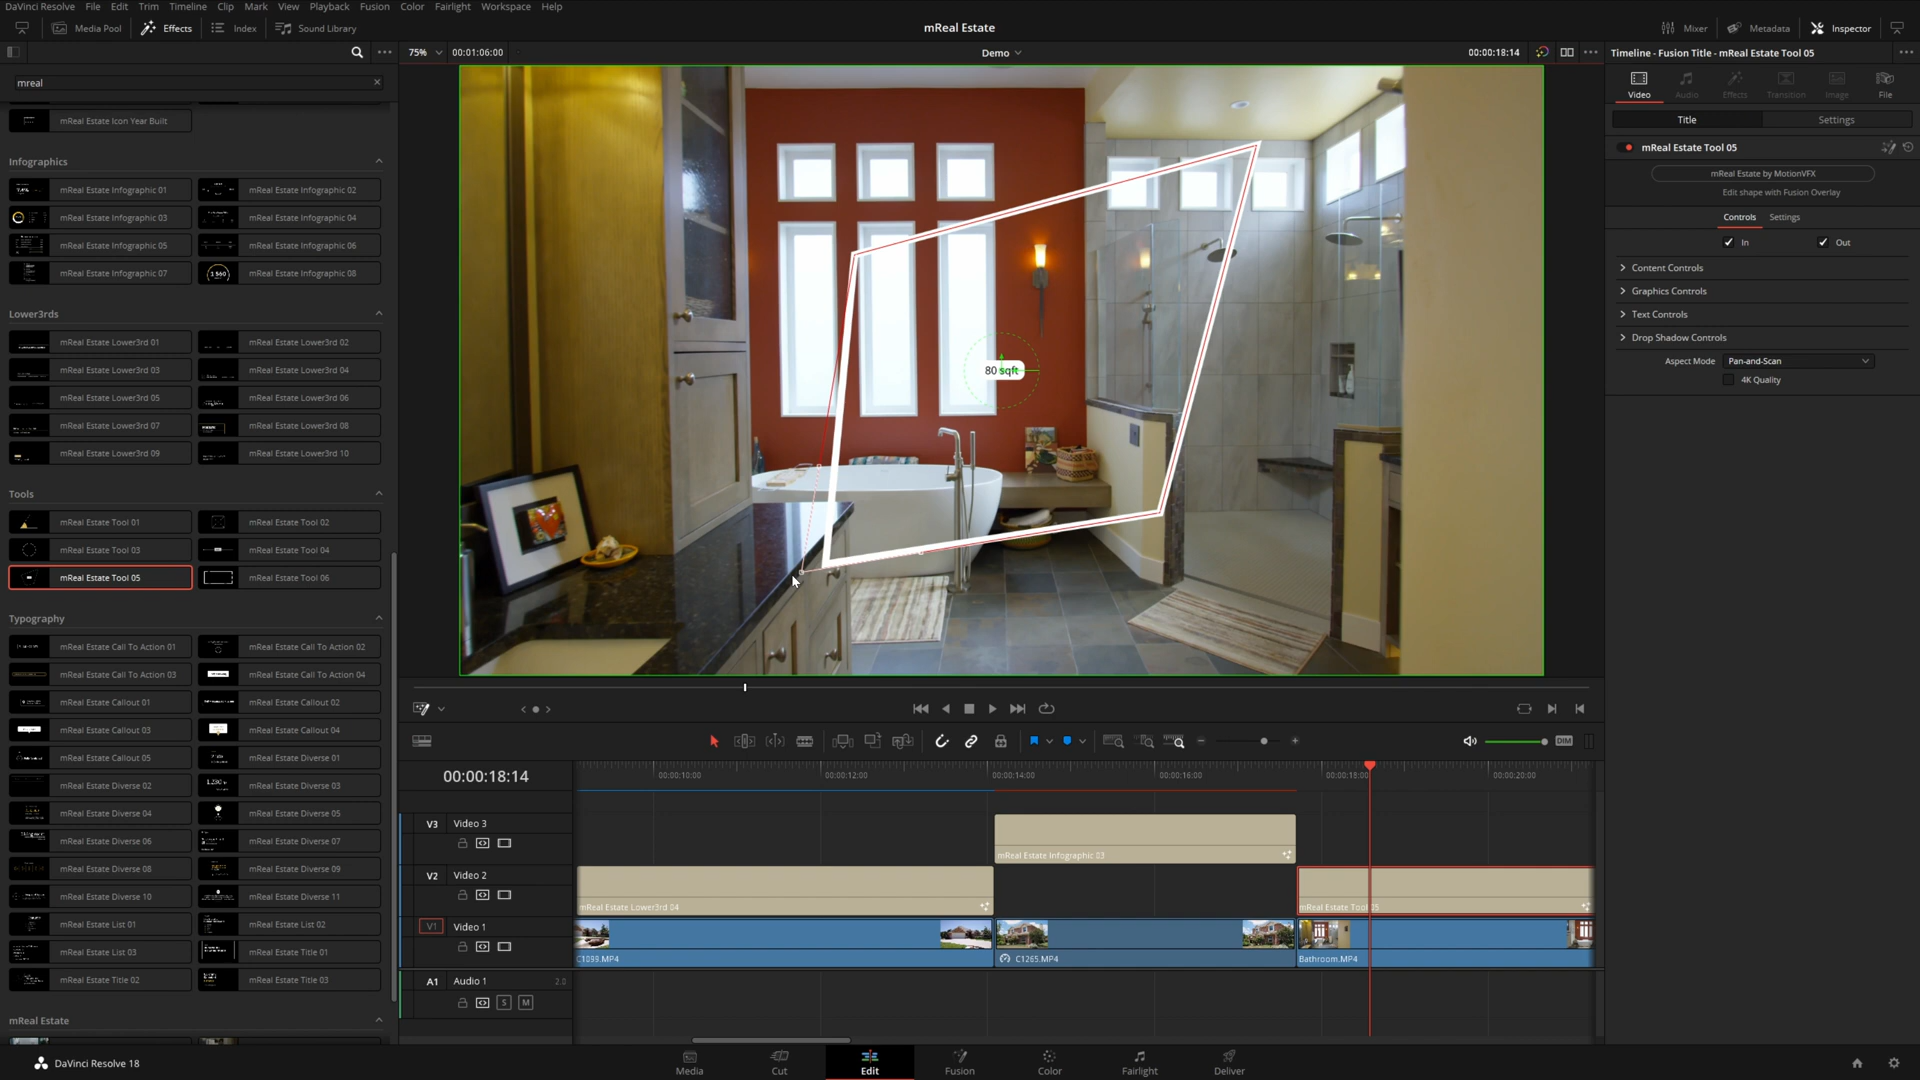 DaVinci Resolve File Edit Trim Timeline Clip Mark View Playback Fusion Color Fairlight Workspace Help
Media Pool Effects Index Sound Library
mReal Estate
Mixer Metadata Inspector
75% 00:01:06:00
Demo
00:00:18:14
Timeline - Fusion Title - mReal Estate Tool 05
mreal
Video Audio Effects Transition Image File
Title Settings
mReal Estate Tool 05
mReal Estate by MotionVFX
Edit shape with Fusion Overlay
Controls Settings
In Out
Content Controls
Graphics Controls
Text Controls
Drop Shadow Controls
Aspect Mode Pan-and-Scan
4K Quality
mReal Estate Icon Year Built
Infographics
mReal Estate Infographic 01 mReal Estate Infographic 02
mReal Estate Infographic 03 mReal Estate Infographic 04
mReal Estate Infographic 05 mReal Estate Infographic 06
mReal Estate Infographic 07 mReal Estate Infographic 08
Lower3rds
mReal Estate Lower3rd 01 mReal Estate Lower3rd 02
mReal Estate Lower3rd 03 mReal Estate Lower3rd 04
mReal Estate Lower3rd 05 mReal Estate Lower3rd 06
mReal Estate Lower3rd 07 mReal Estate Lower3rd 08
mReal Estate Lower3rd 09 mReal Estate Lower3rd 10
Tools
mReal Estate Tool 01 mReal Estate Tool 02
mReal Estate Tool 03 mReal Estate Tool 04
mReal Estate Tool 05 mReal Estate Tool 06
Typography
mReal Estate Call To Action 01 mReal Estate Call To Action 02
mReal Estate Call To Action 03 mReal Estate Call To Action 04
mReal Estate Callout 01 mReal Estate Callout 02
mReal Estate Callout 03 mReal Estate Callout 04
mReal Estate Callout 05 mReal Estate Diverse 01
mReal Estate Diverse 02 mReal Estate Diverse 03
mReal Estate Diverse 04 mReal Estate Diverse 05
mReal Estate Diverse 06 mReal Estate Diverse 07
mReal Estate Diverse 08 mReal Estate Diverse 09
mReal Estate Diverse 10 mReal Estate Diverse 11
mReal Estate List 01 mReal Estate List 02
mReal Estate List 03 mReal Estate Title 01
mReal Estate Title 02 mReal Estate Title 03
mReal Estate
80 sqft
DIM
00:00:18:14
00:00:10:00 00:00:12:00 00:00:14:00 00:00:16:00 00:00:18:00 00:00:20:00
V3 Video 3
mReal Estate Infographic 03
V2 Video 2
mReal Estate Lower3rd 04
mReal Estate Tool 05
V1 Video 1
C1099.MP4
C1265.MP4
Bathroom.MP4
A1 Audio 1 2.0
S M
DaVinci Resolve 18
Media Cut Edit Fusion Color Fairlight Deliver